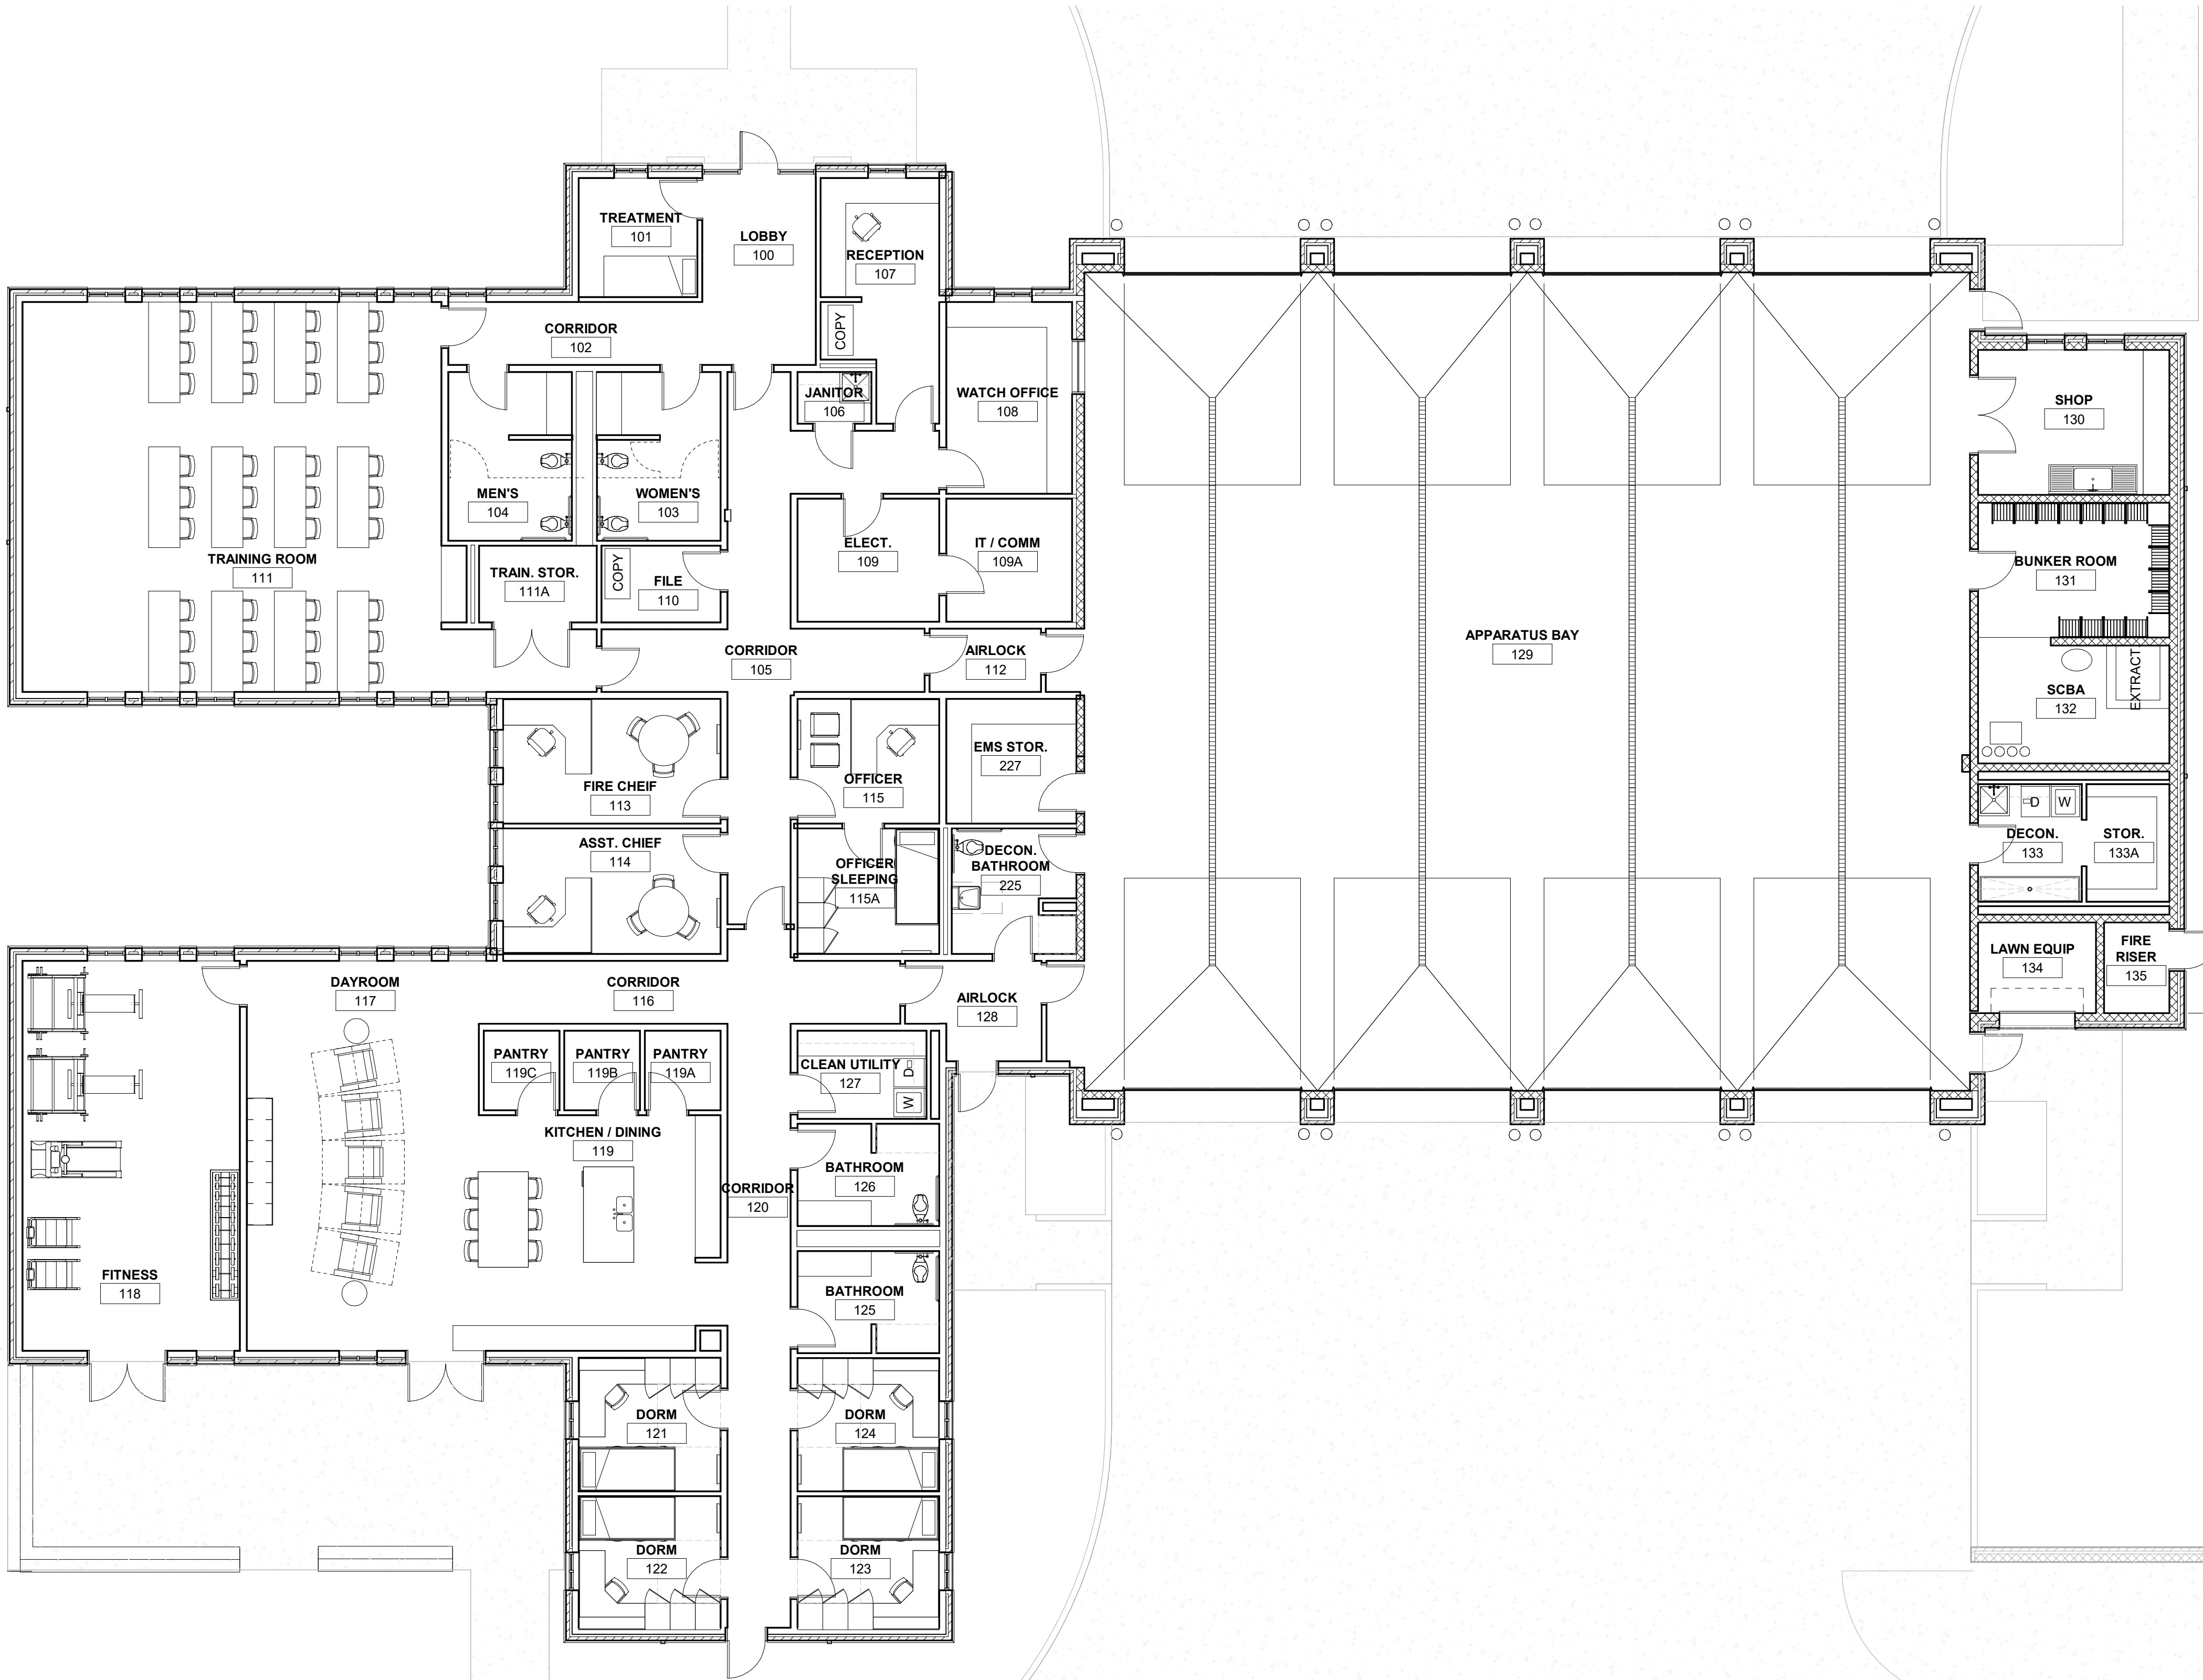 TREATMENT
101
LOBBY
100
RECEPTION
107
COPY
CORRIDOR
102
JANITOR
106
WATCH OFFICE
108
MEN'S
104
WOMEN'S
103
TRAINING ROOM
111
TRAIN. STOR.
111A
COPY
FILE
110
ELECT.
109
IT / COMM
109A
CORRIDOR
105
AIRLOCK
112
APPARATUS BAY
129
SHOP
130
BUNKER ROOM
131
SCBA
132
EXTRACT
FIRE CHEIF
113
OFFICER
115
EMS STOR.
227
ASST. CHIEF
114
OFFICER
SLEEPING
115A
DECON.
BATHROOM
225
D
W
DECON.
133
STOR.
133A
LAWN EQUIP
134
FIRE
RISER
135
DAYROOM
117
CORRIDOR
116
AIRLOCK
128
PANTRY
119C
PANTRY
119B
PANTRY
119A
CLEAN UTILITY
127
D
W
KITCHEN / DINING
119
CORRIDOR
120
BATHROOM
126
FITNESS
118
BATHROOM
125
DORM
121
DORM
124
DORM
122
DORM
123